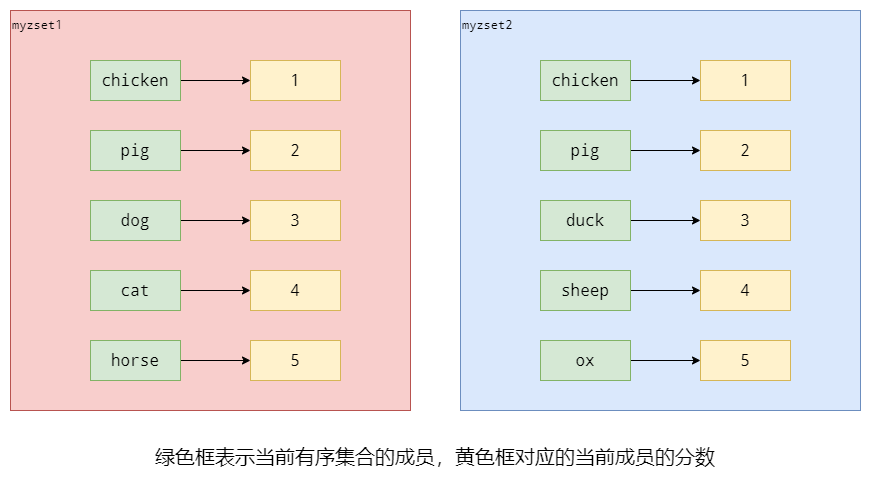 myzset1
chicken 1
pig 2
dog 3
cat 4
horse 5
myzset2
chicken 1
pig 2
duck 3
sheep 4
ox 5
绿色框表示当前有序集合的成员，黄色框对应的当前成员的分数